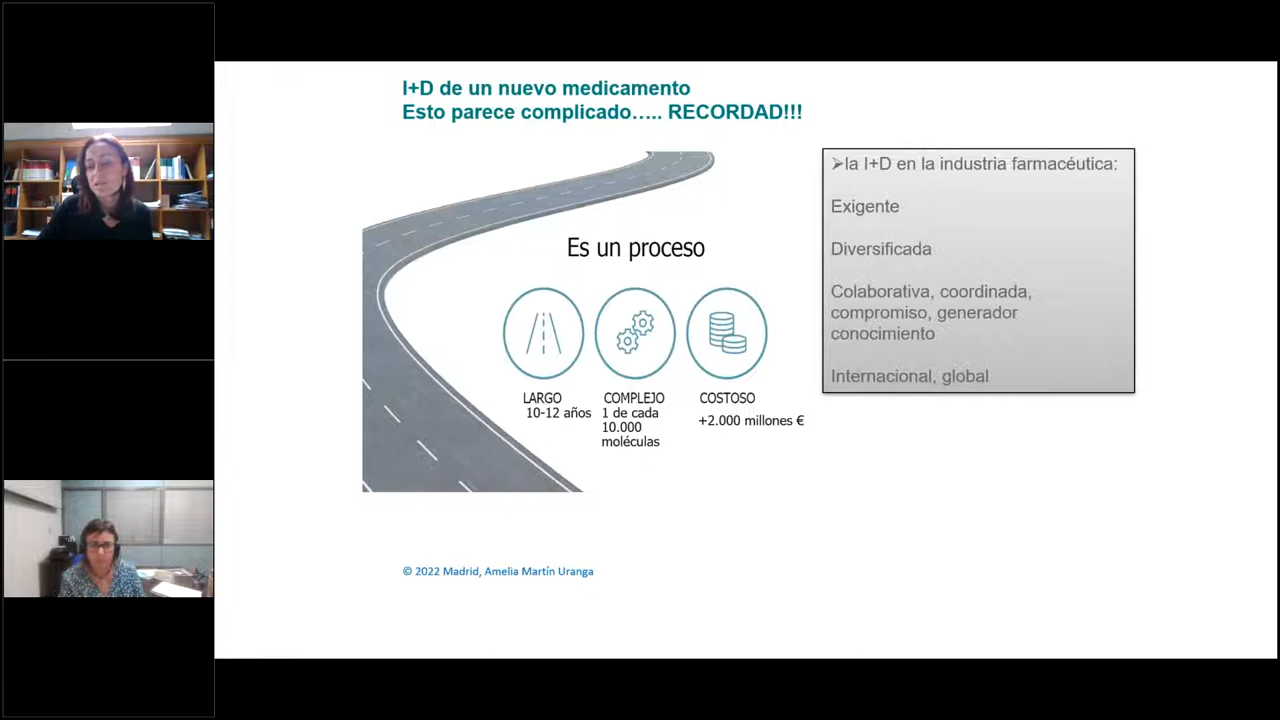 I+D de un nuevo medicamento
Esto parece complicado….. RECORDAD!!!
Es un proceso
LARGO
10-12 años
COMPLEJO
1 de cada
10.000
moléculas
COSTOSO
+2.000 millones €
➢la I+D en la industria farmacéutica:
Exigente
Diversificada
Colaborativa, coordinada,
compromiso, generador
conocimiento
Internacional, global
© 2022 Madrid, Amelia Martín Uranga